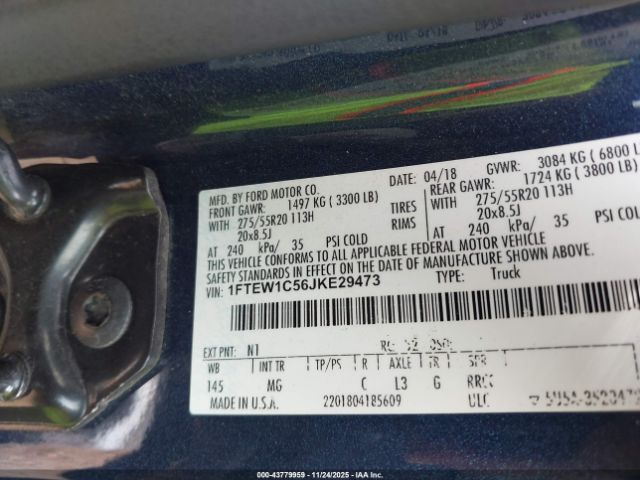 MFD. BY FORD MOTOR CO.
DATE: 04/18 GVWR: 3084 KG ( 6800 L
FRONT GAWR: 1497 KG ( 3300 LB) REAR GAWR: 1724 KG ( 3800 LB)
WITH 275/55R20 113H TIRES WITH 275/55R20 113H
20x8.5J RIMS 20x8.5J
AT 240 kPa/ 35 PSI COLD AT 240 kPa/ 35 PSI COL
THIS VEHICLE CONFORMS TO ALL APPLICABLE FEDERAL MOTOR VEHICLE
SAFETY STANDARDS IN EFFECT ON THE DATE OF MANUFACTURE SHOWN ABOVE.
VIN: 1FTEW1C56JKE29473 TYPE: Truck
EXT PNT: N1
WB INT TR TP/PS R AXLE TR SPR
145 MG C L3 G
MADE IN U.S.A. 2201804185609
000-43779959 | 11/24/2025 - © IAA, Inc.